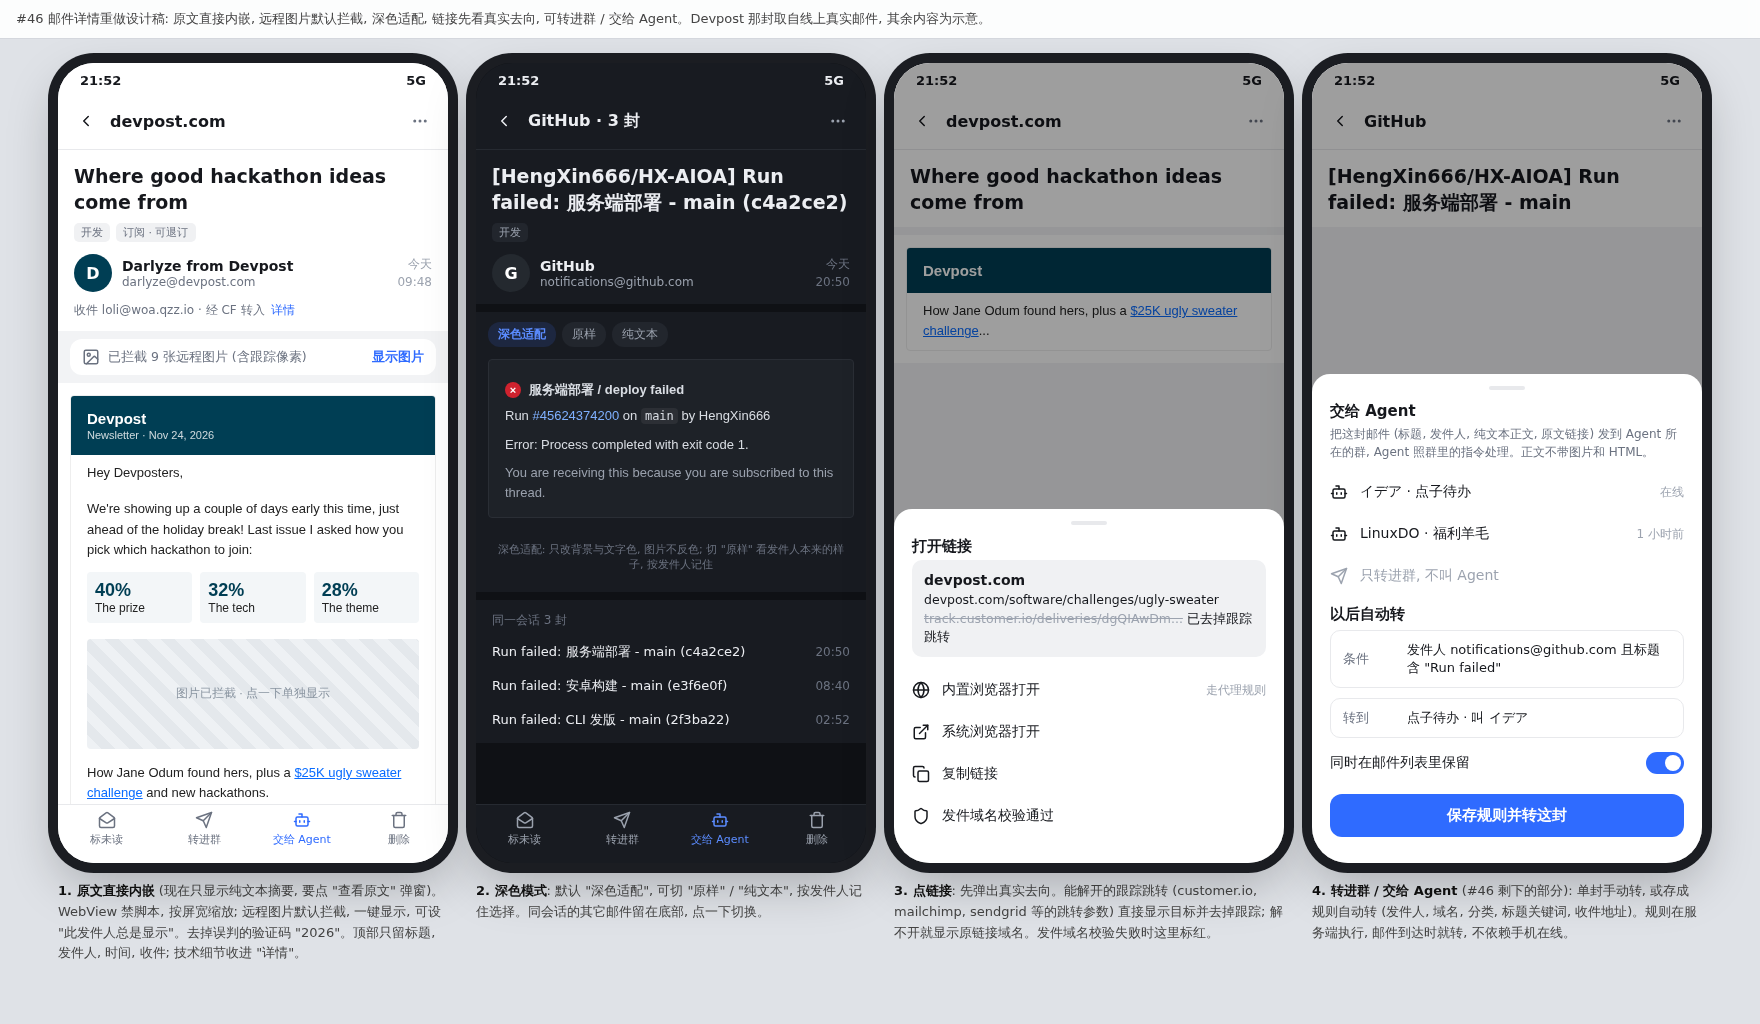 #46 邮件详情重做设计稿: 原文直接内嵌, 远程图片默认拦截, 深色适配, 链接先看真实去向, 可转进群 / 交给 Agent。Devpost 那封取自线上真实邮件, 其余内容为示意。
21:52
5G
devpost.com
Where good hackathon ideas
come from
开发
订阅 · 可退订
D
Darlyze from Devpost
darlyze@devpost.com
今天
09:48
收件 loli@woa.qzz.io · 经 CF 转入 详情
已拦截 9 张远程图片 (含跟踪像素)
显示图片
Devpost
Newsletter · Nov 24, 2026
Hey Devposters,
We're showing up a couple of days early this time, just
ahead of the holiday break! Last issue I asked how you
pick which hackathon to join:
40%
The prize
32%
The tech
28%
The theme
图片已拦截 · 点一下单独显示
How Jane Odum found hers, plus a $25K ugly sweater
challenge and new hackathons.
标未读
转进群
交给 Agent
删除
1. 原文直接内嵌 (现在只显示纯文本摘要, 要点 "查看原文" 弹窗)。
WebView 禁脚本, 按屏宽缩放; 远程图片默认拦截, 一键显示, 可设
"此发件人总是显示"。去掉误判的验证码 "2026"。顶部只留标题,
发件人, 时间, 收件; 技术细节收进 "详情"。
21:52
5G
GitHub · 3 封
[HengXin666/HX-AIOA] Run
failed: 服务端部署 - main (c4a2ce2)
开发
G
GitHub
notifications@github.com
今天
20:50
深色适配
原样
纯文本
服务端部署 / deploy failed
Run #45624374200 on main by HengXin666
Error: Process completed with exit code 1.
You are receiving this because you are subscribed to this
thread.
深色适配: 只改背景与文字色, 图片不反色; 切 "原样" 看发件人本来的样
子, 按发件人记住
同一会话 3 封
Run failed: 服务端部署 - main (c4a2ce2)
20:50
Run failed: 安卓构建 - main (e3f6e0f)
08:40
Run failed: CLI 发版 - main (2f3ba22)
02:52
标未读
转进群
交给 Agent
删除
2. 深色模式: 默认 "深色适配", 可切 "原样" / "纯文本", 按发件人记
住选择。同会话的其它邮件留在底部, 点一下切换。
21:52
5G
devpost.com
Where good hackathon ideas
come from
Devpost
How Jane Odum found hers, plus a $25K ugly sweater
challenge...
打开链接
devpost.com
devpost.com/software/challenges/ugly-sweater
track.customer.io/deliveries/dgQIAwDm... 已去掉跟踪
跳转
内置浏览器打开
走代理规则
系统浏览器打开
复制链接
发件域名校验通过
3. 点链接: 先弹出真实去向。能解开的跟踪跳转 (customer.io,
mailchimp, sendgrid 等的跳转参数) 直接显示目标并去掉跟踪; 解
不开就显示原链接域名。发件域名校验失败时这里标红。
21:52
5G
GitHub
[HengXin666/HX-AIOA] Run
failed: 服务端部署 - main
交给 Agent
把这封邮件 (标题, 发件人, 纯文本正文, 原文链接) 发到 Agent 所
在的群, Agent 照群里的指令处理。正文不带图片和 HTML。
イデア · 点子待办
在线
LinuxDO · 福利羊毛
1 小时前
只转进群, 不叫 Agent
以后自动转
条件
发件人 notifications@github.com 且标题
含 "Run failed"
转到
点子待办 · 叫 イデア
同时在邮件列表里保留
保存规则并转这封
4. 转进群 / 交给 Agent (#46 剩下的部分): 单封手动转, 或存成
规则自动转 (发件人, 域名, 分类, 标题关键词, 收件地址)。规则在服
务端执行, 邮件到达时就转, 不依赖手机在线。